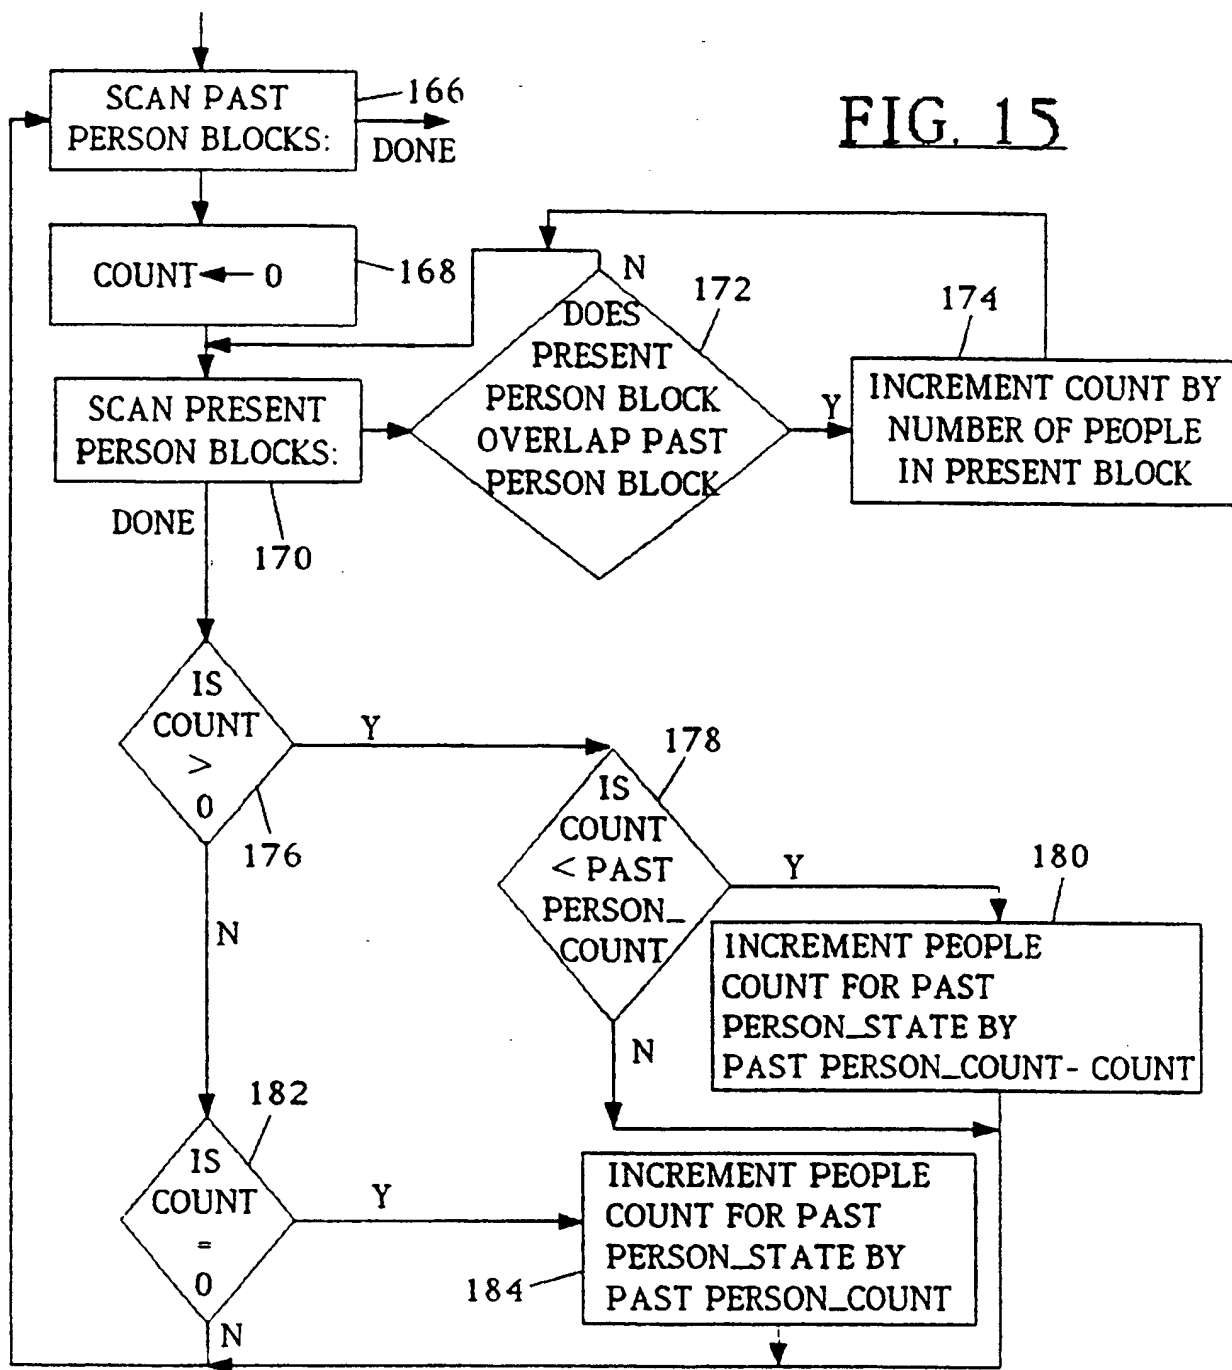 FIG. 15
SCAN PAST
PERSON BLOCKS:
166
DONE
COUNT ← 0
168
N
DOES
PRESENT
PERSON BLOCK
OVERLAP PAST
PERSON BLOCK
172
Y
174
INCREMENT COUNT BY
NUMBER OF PEOPLE
IN PRESENT BLOCK
SCAN PRESENT
PERSON BLOCKS:
170
DONE
IS
COUNT
>
0
176
Y
N
178
IS
COUNT
< PAST
PERSON_
COUNT
Y
N
180
INCREMENT PEOPLE
COUNT FOR PAST
PERSON_STATE BY
PAST PERSON_COUNT- COUNT
182
IS
COUNT
=
0
Y
N
INCREMENT PEOPLE
COUNT FOR PAST
PERSON_STATE BY
PAST PERSON_COUNT
184